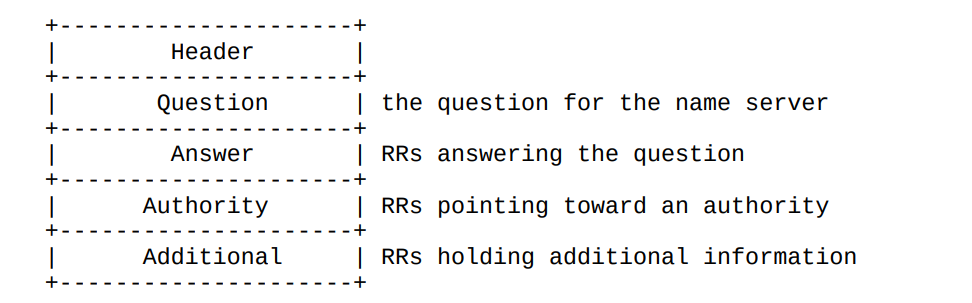 +---------------------+
|        Header       |
+---------------------+
|       Question      | the question for the name server
+---------------------+
|        Answer       | RRs answering the question
+---------------------+
|      Authority      | RRs pointing toward an authority
+---------------------+
|      Additional     | RRs holding additional information
+---------------------+